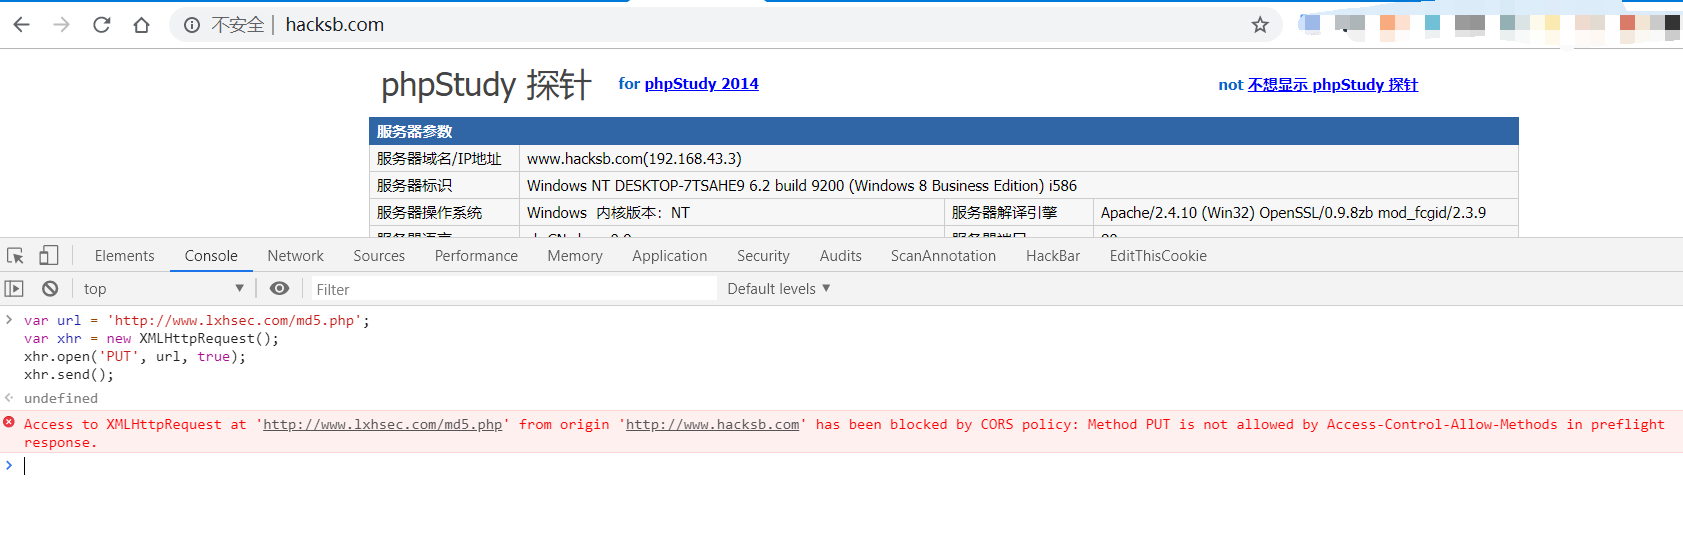 不安全 | hacksb.com
phpStudy 探针 for phpStudy 2014 not 不想显示 phpStudy 探针
服务器参数
服务器域名/IP地址 www.hacksb.com(192.168.43.3)
服务器标识 Windows NT DESKTOP-7TSAHE9 6.2 build 9200 (Windows 8 Business Edition) i586
服务器操作系统 Windows 内核版本：NT 服务器解译引擎 Apache/2.4.10 (Win32) OpenSSL/0.9.8zb mod_fcgid/2.3.9
Elements Console Network Sources Performance Memory Application Security Audits ScanAnnotation HackBar EditThisCookie
top Filter Default levels
var url = 'http://www.lxhsec.com/md5.php';
var xhr = new XMLHttpRequest();
xhr.open('PUT', url, true);
xhr.send();
undefined
Access to XMLHttpRequest at 'http://www.lxhsec.com/md5.php' from origin 'http://www.hacksb.com' has been blocked by CORS policy: Method PUT is not allowed by Access-Control-Allow-Methods in preflight
response.